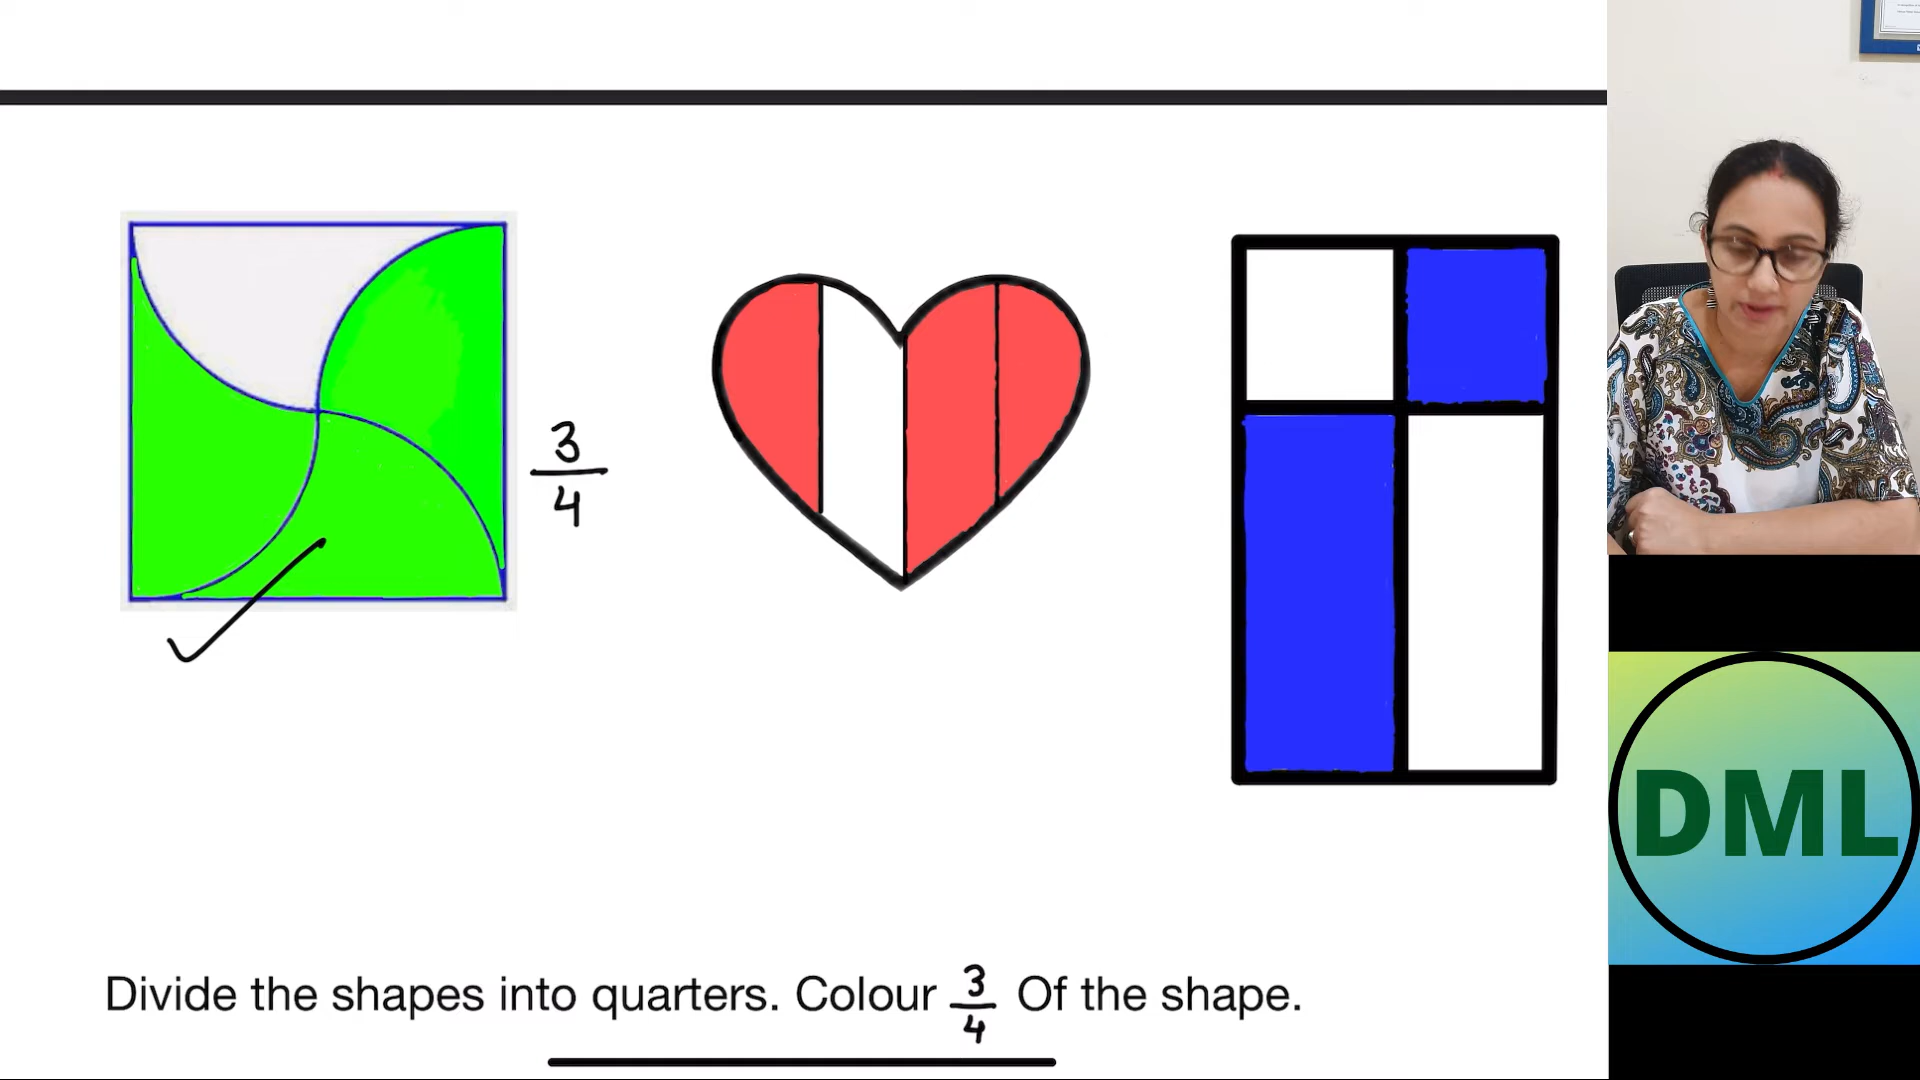 3
4
Divide the shapes into quarters. Colour 3/4 Of the shape.
DML